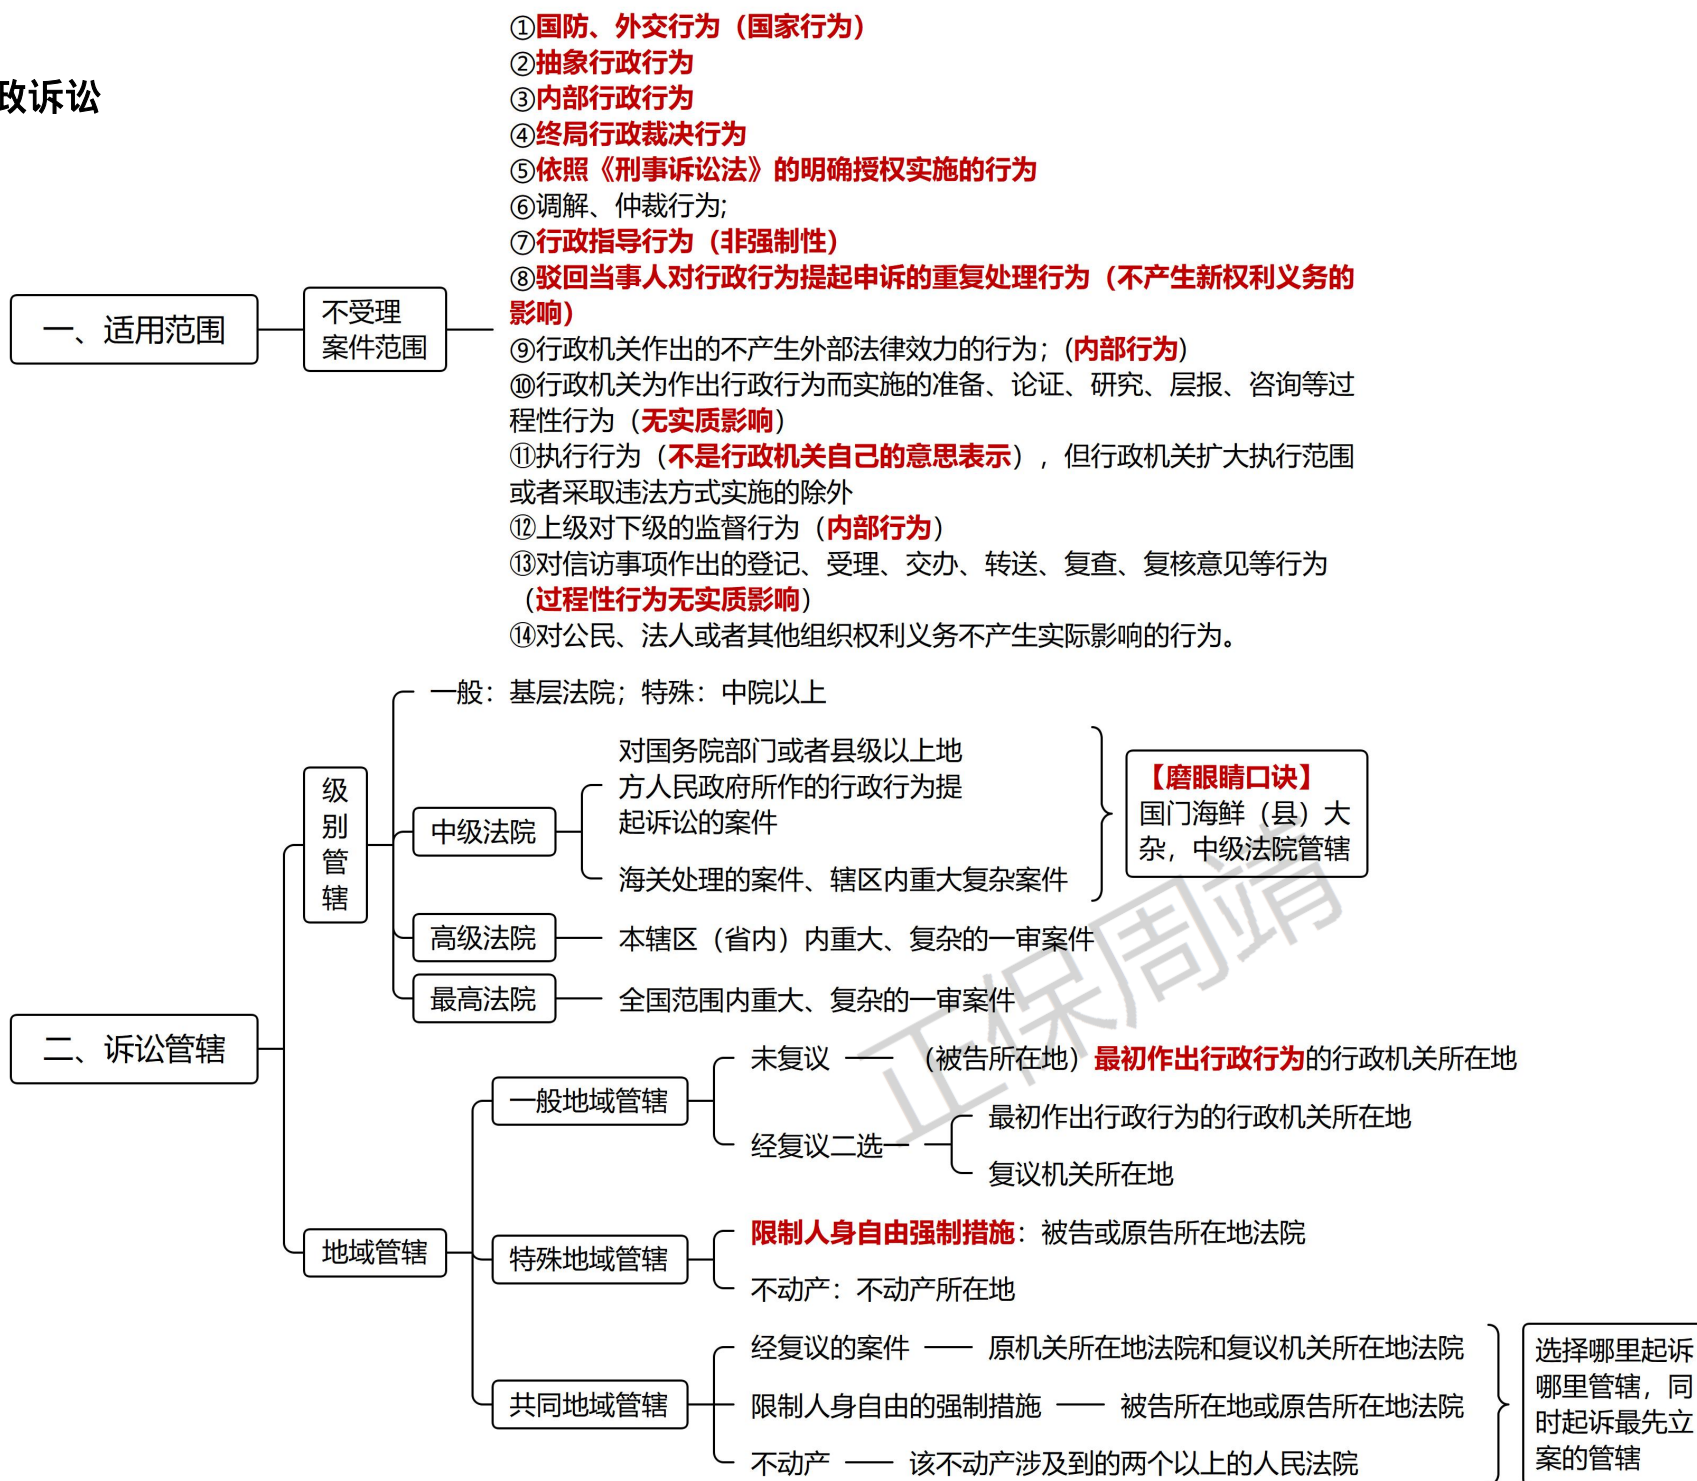 政诉讼
①国防、外交行为（国家行为）
②抽象行政行为
③内部行政行为
④终局行政裁决行为
⑤依照《刑事诉讼法》的明确授权实施的行为
⑥调解、仲裁行为;
⑦行政指导行为（非强制性）
⑧驳回当事人对行政行为提起申诉的重复处理行为（不产生新权利义务的
影响）
⑨行政机关作出的不产生外部法律效力的行为；(内部行为)
⑩行政机关为作出行政行为而实施的准备、论证、研究、层报、咨询等过
程性行为（无实质影响）
⑪执行行为（不是行政机关自己的意思表示），但行政机关扩大执行范围
或者采取违法方式实施的除外
⑫上级对下级的监督行为（内部行为）
⑬对信访事项作出的登记、受理、交办、转送、复查、复核意见等行为
（过程性行为无实质影响）
⑭对公民、法人或者其他组织权利义务不产生实际影响的行为。
一、适用范围
不受理
案件范围
二、诉讼管辖
级
别
管
辖
一般：基层法院；特殊：中院以上
中级法院
对国务院部门或者县级以上地
方人民政府所作的行政行为提
起诉讼的案件
海关处理的案件、辖区内重大复杂案件
【磨眼睛口诀】
国门海鲜（县）大
杂，中级法院管辖
高级法院
本辖区（省内）内重大、复杂的一审案件
最高法院
全国范围内重大、复杂的一审案件
地域管辖
一般地域管辖
未复议
（被告所在地）最初作出行政行为的行政机关所在地
经复议二选一
最初作出行政行为的行政机关所在地
复议机关所在地
特殊地域管辖
限制人身自由强制措施：被告或原告所在地法院
不动产：不动产所在地
共同地域管辖
经复议的案件
原机关所在地法院和复议机关所在地法院
限制人身自由的强制措施
被告所在地或原告所在地法院
不动产
该不动产涉及到的两个以上的人民法院
选择哪里起诉
哪里管辖，同
时起诉最先立
案的管辖
正保周靖